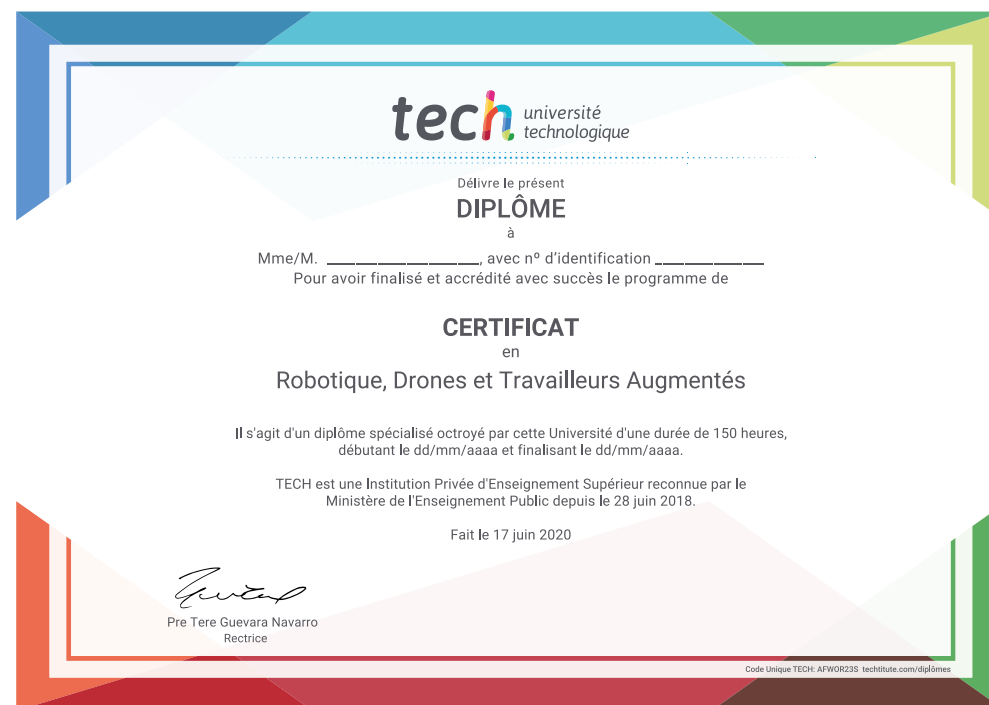 tech université
technologique
Délivre le présent
DIPLÔME
à
Mme/M. ____________________, avec nº d'identification ______________
Pour avoir finalisé et accrédité avec succès le programme de
CERTIFICAT
en
Robotique, Drones et Travailleurs Augmentés
Il s'agit d'un diplôme spécialisé octroyé par cette Université d'une durée de 150 heures,
débutant le dd/mm/aaaa et finalisant le dd/mm/aaaa.
TECH est une Institution Privée d'Enseignement Supérieur reconnue par le
Ministère de l'Enseignement Public depuis le 28 juin 2018.
Fait le 17 juin 2020
Pre Tere Guevara Navarro
Rectrice
Code Unique TECH: AFWOR23S techtitute.com/diplômes